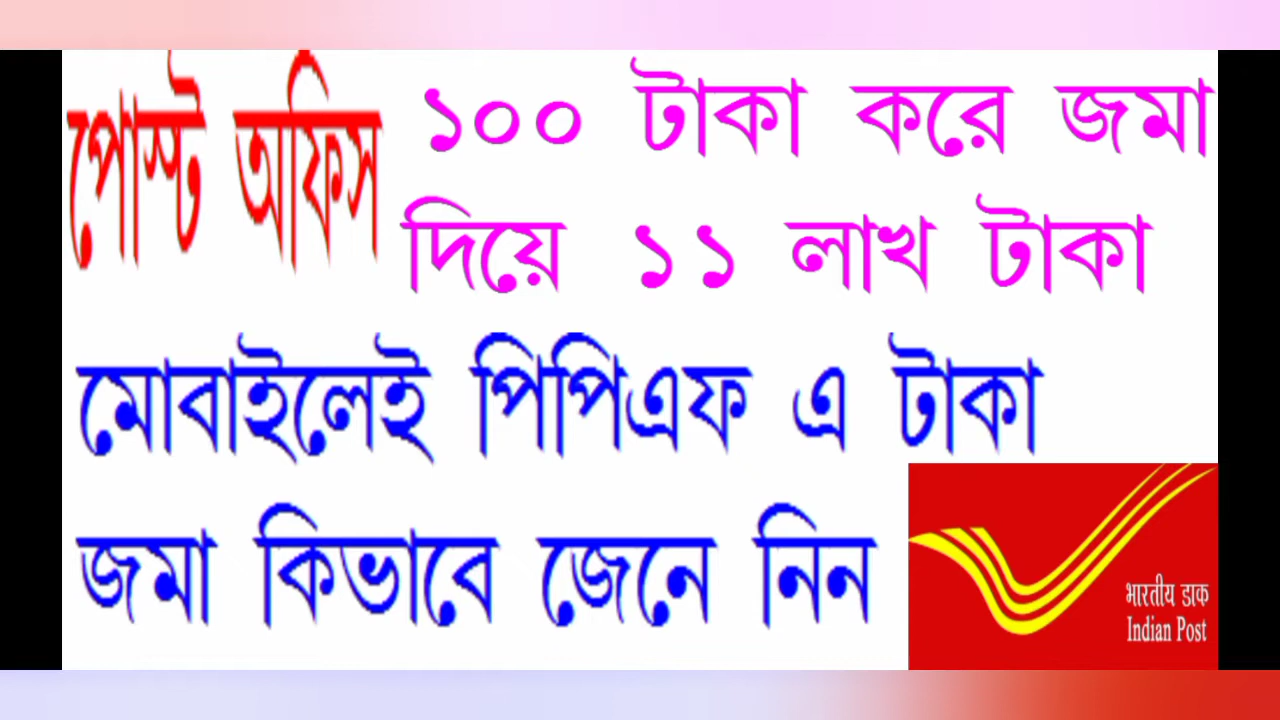 পোস্ট অফিস ১০০ টাকা করে জমা
দিয়ে ১১ লাখ টাকা
মোবাইলেই পিপিএফ এ টাকা
জমা কিভাবে জেনে নিন
भारतीय डाक
Indian Post